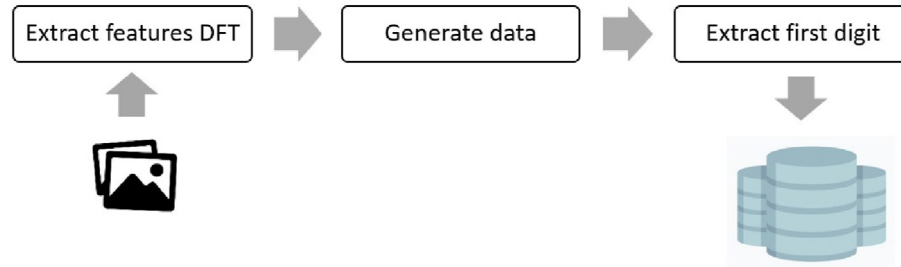 Extract features DFT
Generate data
Extract first digit